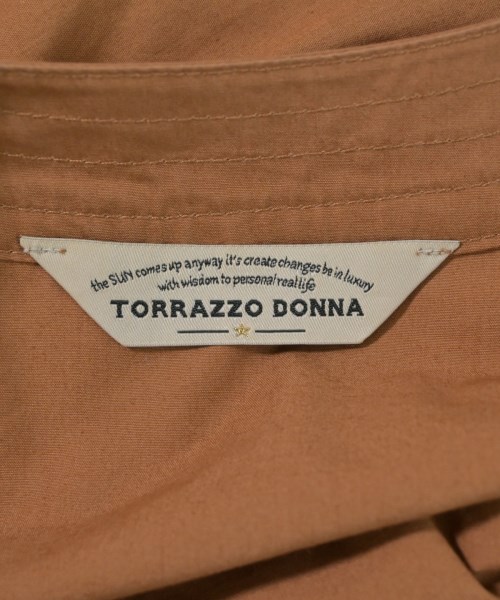 the SUN comes up anyway it's create changes be in luxury
with wisdom to personal real life
TORRAZZO DONNA